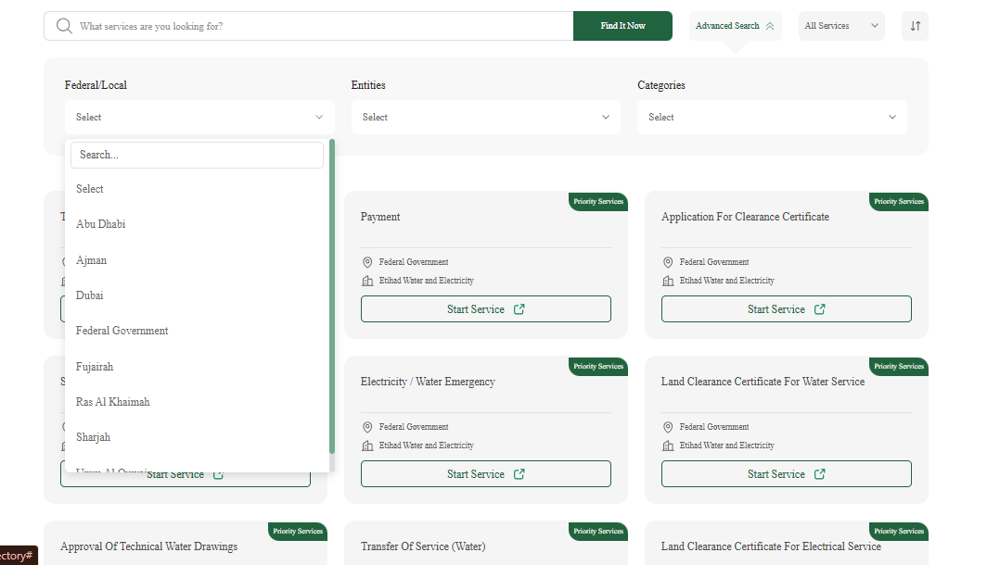 What services are you looking for?
Find It Now
Advanced Search
All Services
Federal/Local
Entities
Categories
Select
Select
Select
Search...
Select
Abu Dhabi
Ajman
Dubai
Federal Government
Fujairah
Ras Al Khaimah
Sharjah
Priority Services
Payment
Federal Government
Etihad Water and Electricity
Start Service
Priority Services
Application For Clearance Certificate
Federal Government
Etihad Water and Electricity
Start Service
Start Service
Priority Services
Electricity / Water Emergency
Federal Government
Etihad Water and Electricity
Start Service
Priority Services
Land Clearance Certificate For Water Service
Federal Government
Etihad Water and Electricity
Start Service
Priority Services
Approval Of Technical Water Drawings
Priority Services
Transfer Of Service (Water)
Priority Services
Land Clearance Certificate For Electrical Service
ectory#